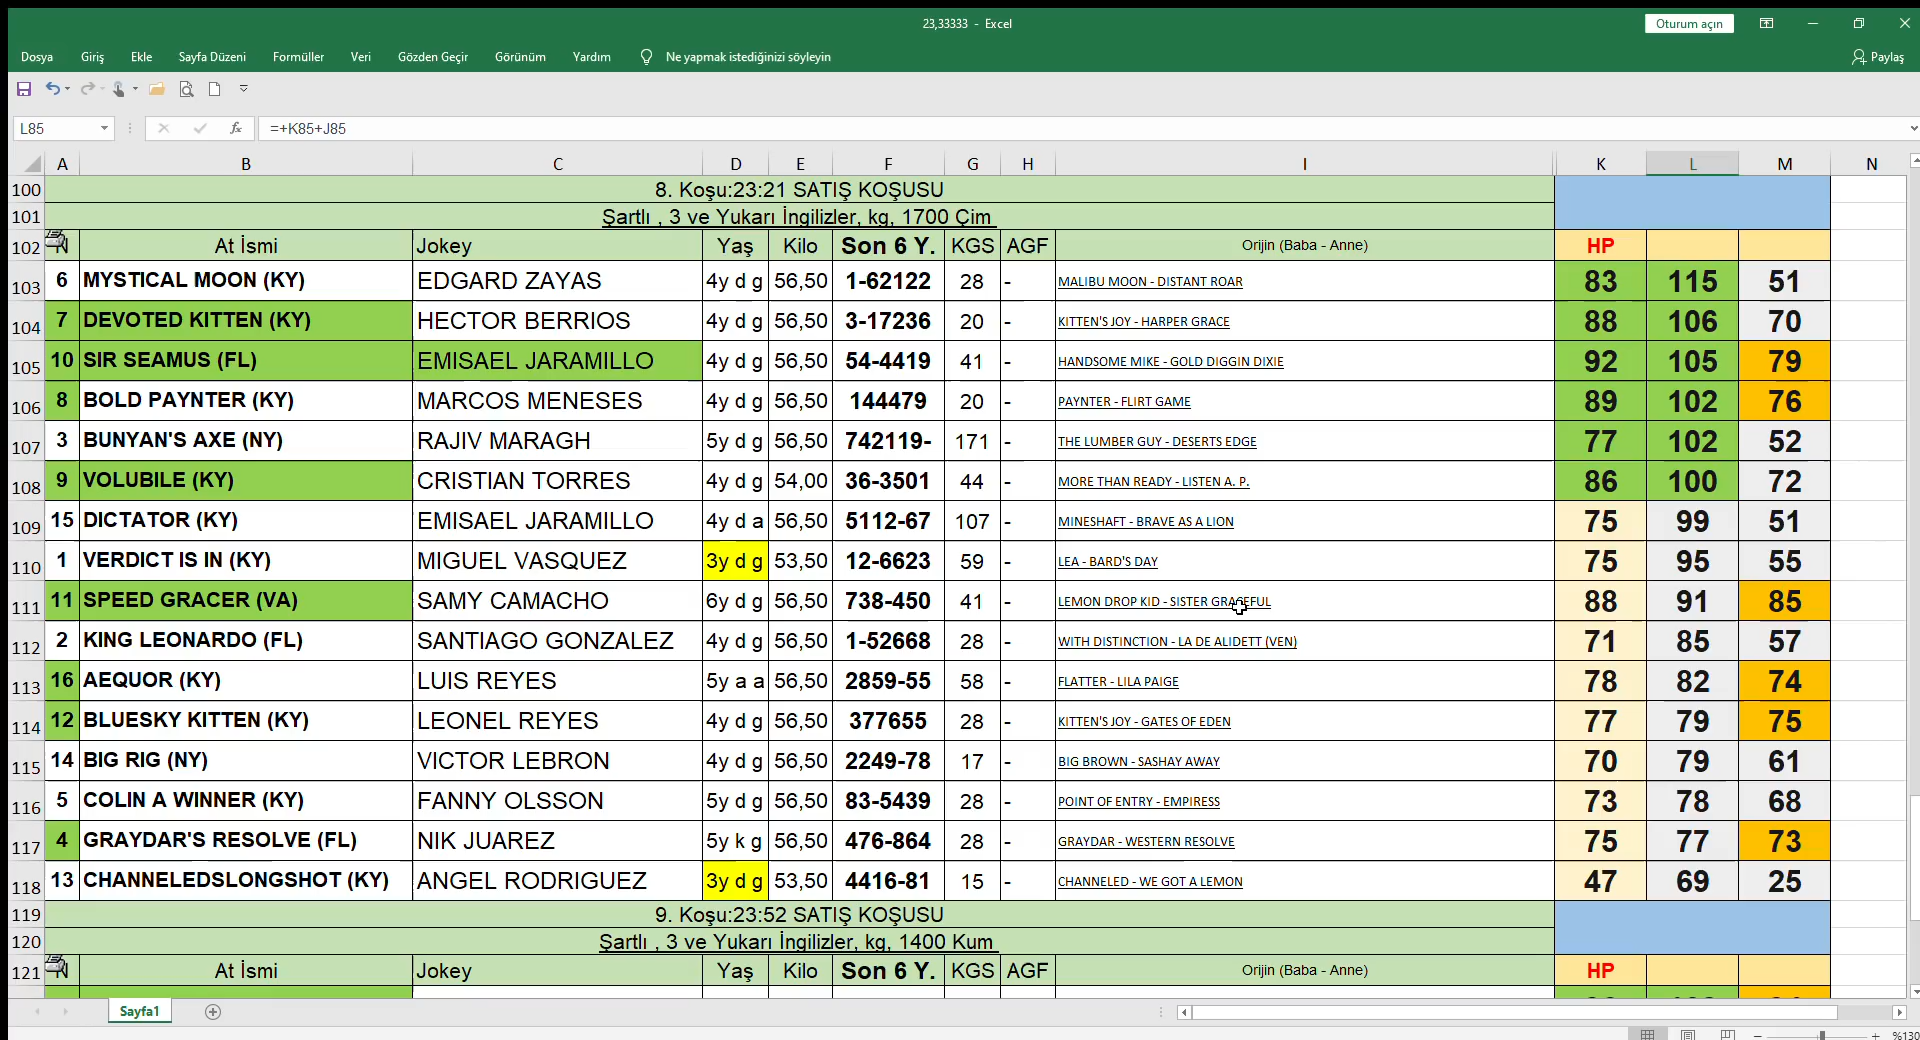 23,33333 - Excel
Oturum açın
Dosya Giriş Ekle Sayfa Düzeni Formüller Veri Gözden Geçir Görünüm Yardım Ne yapmak istediğinizi söyleyin Paylaş
L85 fx =+K85+J85
A B C D E F G H I K L M N
100 8. Koşu:23:21 SATIŞ KOŞUSU
101 Şartlı , 3 ve Yukarı İngilizler, kg, 1700 Çim
102 N At İsmi Jokey Yaş Kilo Son 6 Y. KGS AGF Orijin (Baba - Anne) HP
103 6 MYSTICAL MOON (KY) EDGARD ZAYAS 4y d g 56,50 1-62122 28 - MALIBU MOON - DISTANT ROAR 83 115 51
104 7 DEVOTED KITTEN (KY) HECTOR BERRIOS 4y d g 56,50 3-17236 20 - KITTEN'S JOY - HARPER GRACE 88 106 70
105 10 SIR SEAMUS (FL) EMISAEL JARAMILLO 4y d g 56,50 54-4419 41 - HANDSOME MIKE - GOLD DIGGIN DIXIE 92 105 79
106 8 BOLD PAYNTER (KY) MARCOS MENESES 4y d g 56,50 144479 20 - PAYNTER - FLIRT GAME 89 102 76
107 3 BUNYAN'S AXE (NY) RAJIV MARAGH 5y d g 56,50 742119- 171 - THE LUMBER GUY - DESERTS EDGE 77 102 52
108 9 VOLUBILE (KY) CRISTIAN TORRES 4y d g 54,00 36-3501 44 - MORE THAN READY - LISTEN A. P. 86 100 72
109 15 DICTATOR (KY) EMISAEL JARAMILLO 4y d a 56,50 5112-67 107 - MINESHAFT - BRAVE AS A LION 75 99 51
110 1 VERDICT IS IN (KY) MIGUEL VASQUEZ 3y d g 53,50 12-6623 59 - LEA - BARD'S DAY 75 95 55
111 11 SPEED GRACER (VA) SAMY CAMACHO 6y d g 56,50 738-450 41 - LEMON DROP KID - SISTER GRACEFUL 88 91 85
112 2 KING LEONARDO (FL) SANTIAGO GONZALEZ 4y d g 56,50 1-52668 28 - WITH DISTINCTION - LA DE ALIDETT (VEN) 71 85 57
113 16 AEQUOR (KY) LUIS REYES 5y a a 56,50 2859-55 58 - FLATTER - LILA PAIGE 78 82 74
114 12 BLUESKY KITTEN (KY) LEONEL REYES 4y d g 56,50 377655 28 - KITTEN'S JOY - GATES OF EDEN 77 79 75
115 14 BIG RIG (NY) VICTOR LEBRON 4y d g 56,50 2249-78 17 - BIG BROWN - SASHAY AWAY 70 79 61
116 5 COLIN A WINNER (KY) FANNY OLSSON 5y d g 56,50 83-5439 28 - POINT OF ENTRY - EMPIRESS 73 78 68
117 4 GRAYDAR'S RESOLVE (FL) NIK JUAREZ 5y k g 56,50 476-864 28 - GRAYDAR - WESTERN RESOLVE 75 77 73
118 13 CHANNELEDSLONGSHOT (KY) ANGEL RODRIGUEZ 3y d g 53,50 4416-81 15 - CHANNELED - WE GOT A LEMON 47 69 25
119 9. Koşu:23:52 SATIŞ KOŞUSU
120 Şartlı , 3 ve Yukarı İngilizler, kg, 1400 Kum
121 N At İsmi Jokey Yaş Kilo Son 6 Y. KGS AGF Orijin (Baba - Anne) HP
Sayfa1
%130